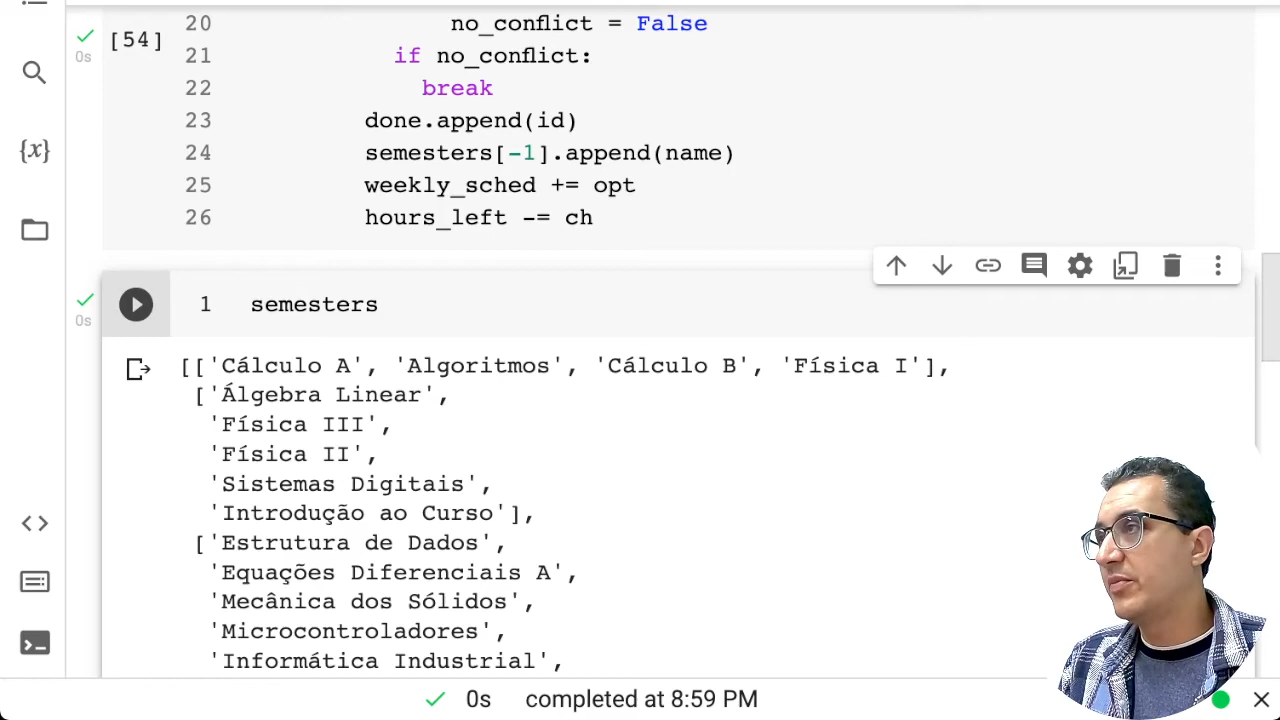 20 no_conflict = False
[54] 21 if no_conflict:
0s
22 break
23 done.append(id)
24 semesters[-1].append(name)
25 weekly_sched += opt
26 hours_left -= ch
{x}
1 semesters
0s
[['Cálculo A', 'Algoritmos', 'Cálculo B', 'Física I'],
['Álgebra Linear',
'Física III',
'Física II',
'Sistemas Digitais',
'Introdução ao Curso'],
['Estrutura de Dados',
'Equações Diferenciais A',
'Mecânica dos Sólidos',
'Microcontroladores',
'Informática Industrial',
0s completed at 8:59 PM